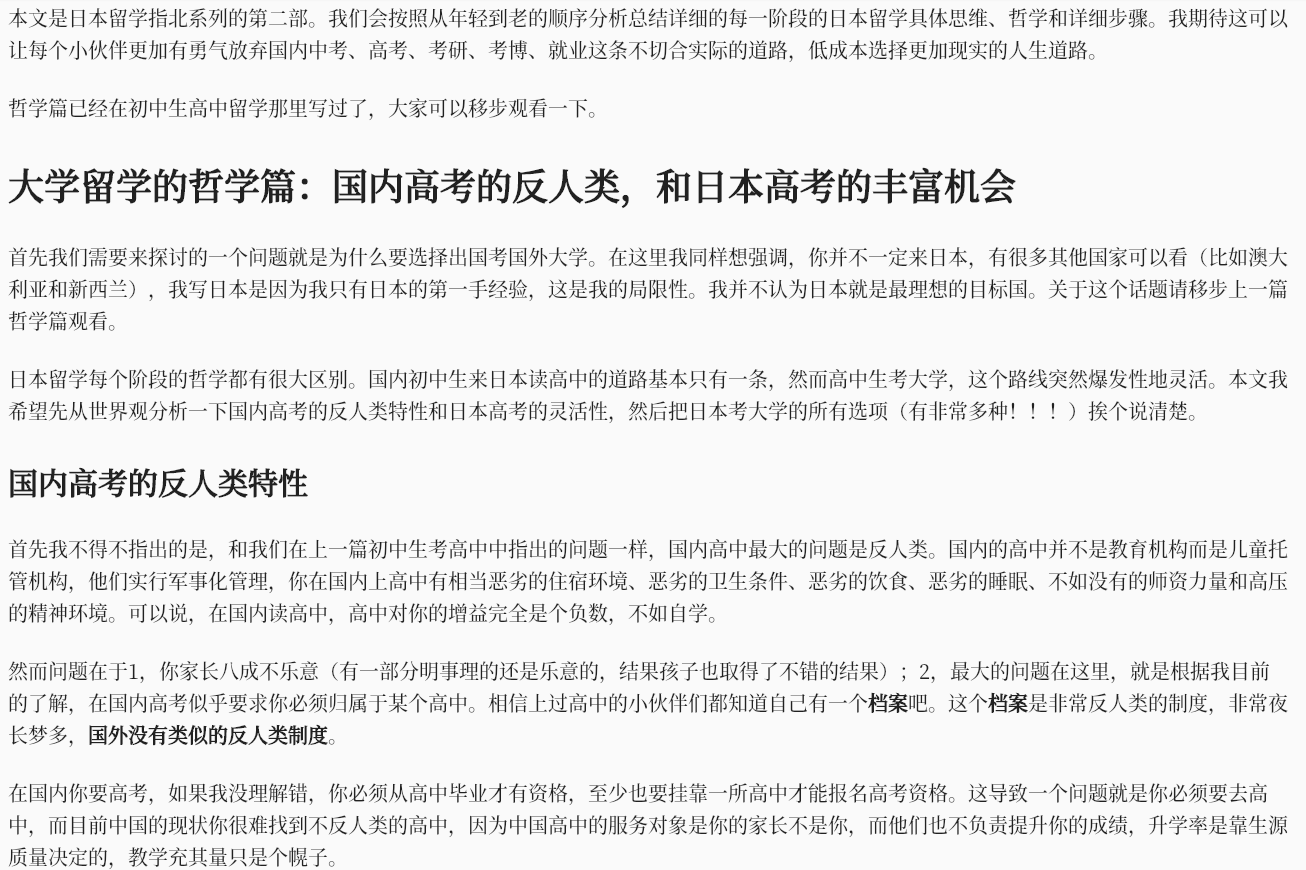 本文是日本留学指北系列的第二部。我们会按照从年轻到老的顺序分析总结详细的每一阶段的日本留学具体思维、哲学和详细步骤。我期待这可以
让每个小伙伴更加有勇气放弃国内中考、高考、考研、考博、就业这条不切合实际的道路，低成本选择更加现实的人生道路。
哲学篇已经在初中生高中留学那里写过了，大家可以移步观看一下。
大学留学的哲学篇：国内高考的反人类，和日本高考的丰富机会
首先我们需要来探讨的一个问题就是为什么要选择出国考国外大学。在这里我同样想强调，你并不一定来日本，有很多其他国家可以看（比如澳大
利亚和新西兰），我写日本是因为我只有日本的第一手经验，这是我的局限性。我并不认为日本就是最理想的目标国。关于这个话题请移步上一篇
哲学篇观看。
日本留学每个阶段的哲学都有很大区别。国内初中生来日本读高中的道路基本只有一条，然而高中生考大学，这个路线突然爆发性地灵活。本文我
希望先从世界观分析一下国内高考的反人类特性和日本高考的灵活性，然后把日本考大学的所有选项（有非常多种！！！）挨个说清楚。
国内高考的反人类特性
首先我不得不指出的是，和我们在上一篇初中生考高中中指出的问题一样，国内高中最大的问题是反人类。国内的高中并不是教育机构而是儿童托
管机构，他们实行军事化管理，你在国内上高中有相当恶劣的住宿环境、恶劣的卫生条件、恶劣的饮食、恶劣的睡眠、不如没有的师资力量和高压
的精神环境。可以说，在国内读高中，高中对你的增益完全是个负数，不如自学。
然而问题在于1，你家长八成不乐意（有一部分明事理的还是乐意的，结果孩子也取得了不错的结果）；2，最大的问题在这里，就是根据我目前
的了解，在国内高考似乎要求你必须归属于某个高中。相信上过高中的小伙伴们都知道自己有一个档案吧。这个档案是非常反人类的制度，非常夜
长梦多，国外没有类似的反人类制度。
在国内你要高考，如果我没理解错，你必须从高中毕业才有资格，至少也要挂靠一所高中才能报名高考资格。这导致一个问题就是你必须要去高
中，而目前中国的现状你很难找到不反人类的高中，因为中国高中的服务对象是你的家长不是你，而他们也不负责提升你的成绩，升学率是靠生源
质量决定的，教学充其量只是个幌子。